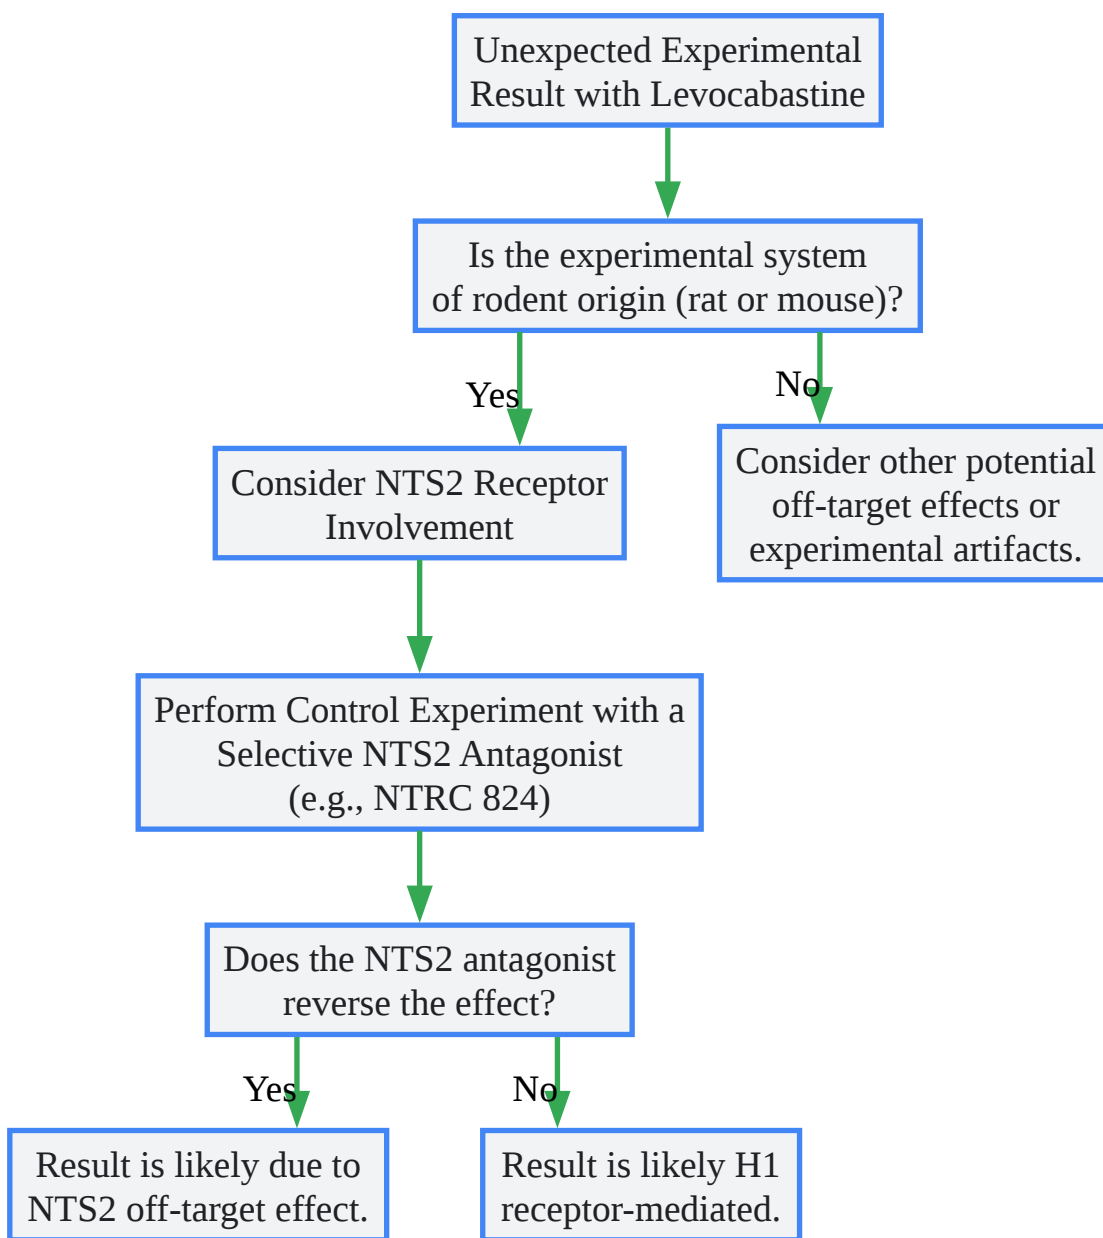 Unexpected Experimental
Result with Levocabastine
Is the experimental system
of rodent origin (rat or mouse)?
Yes
No
Consider NTS2 Receptor
Involvement
Consider other potential
off-target effects or
experimental artifacts.
Perform Control Experiment with a
Selective NTS2 Antagonist
(e.g., NTRC 824)
Does the NTS2 antagonist
reverse the effect?
Yes
No
Result is likely due to
NTS2 off-target effect.
Result is likely H1
receptor-mediated.